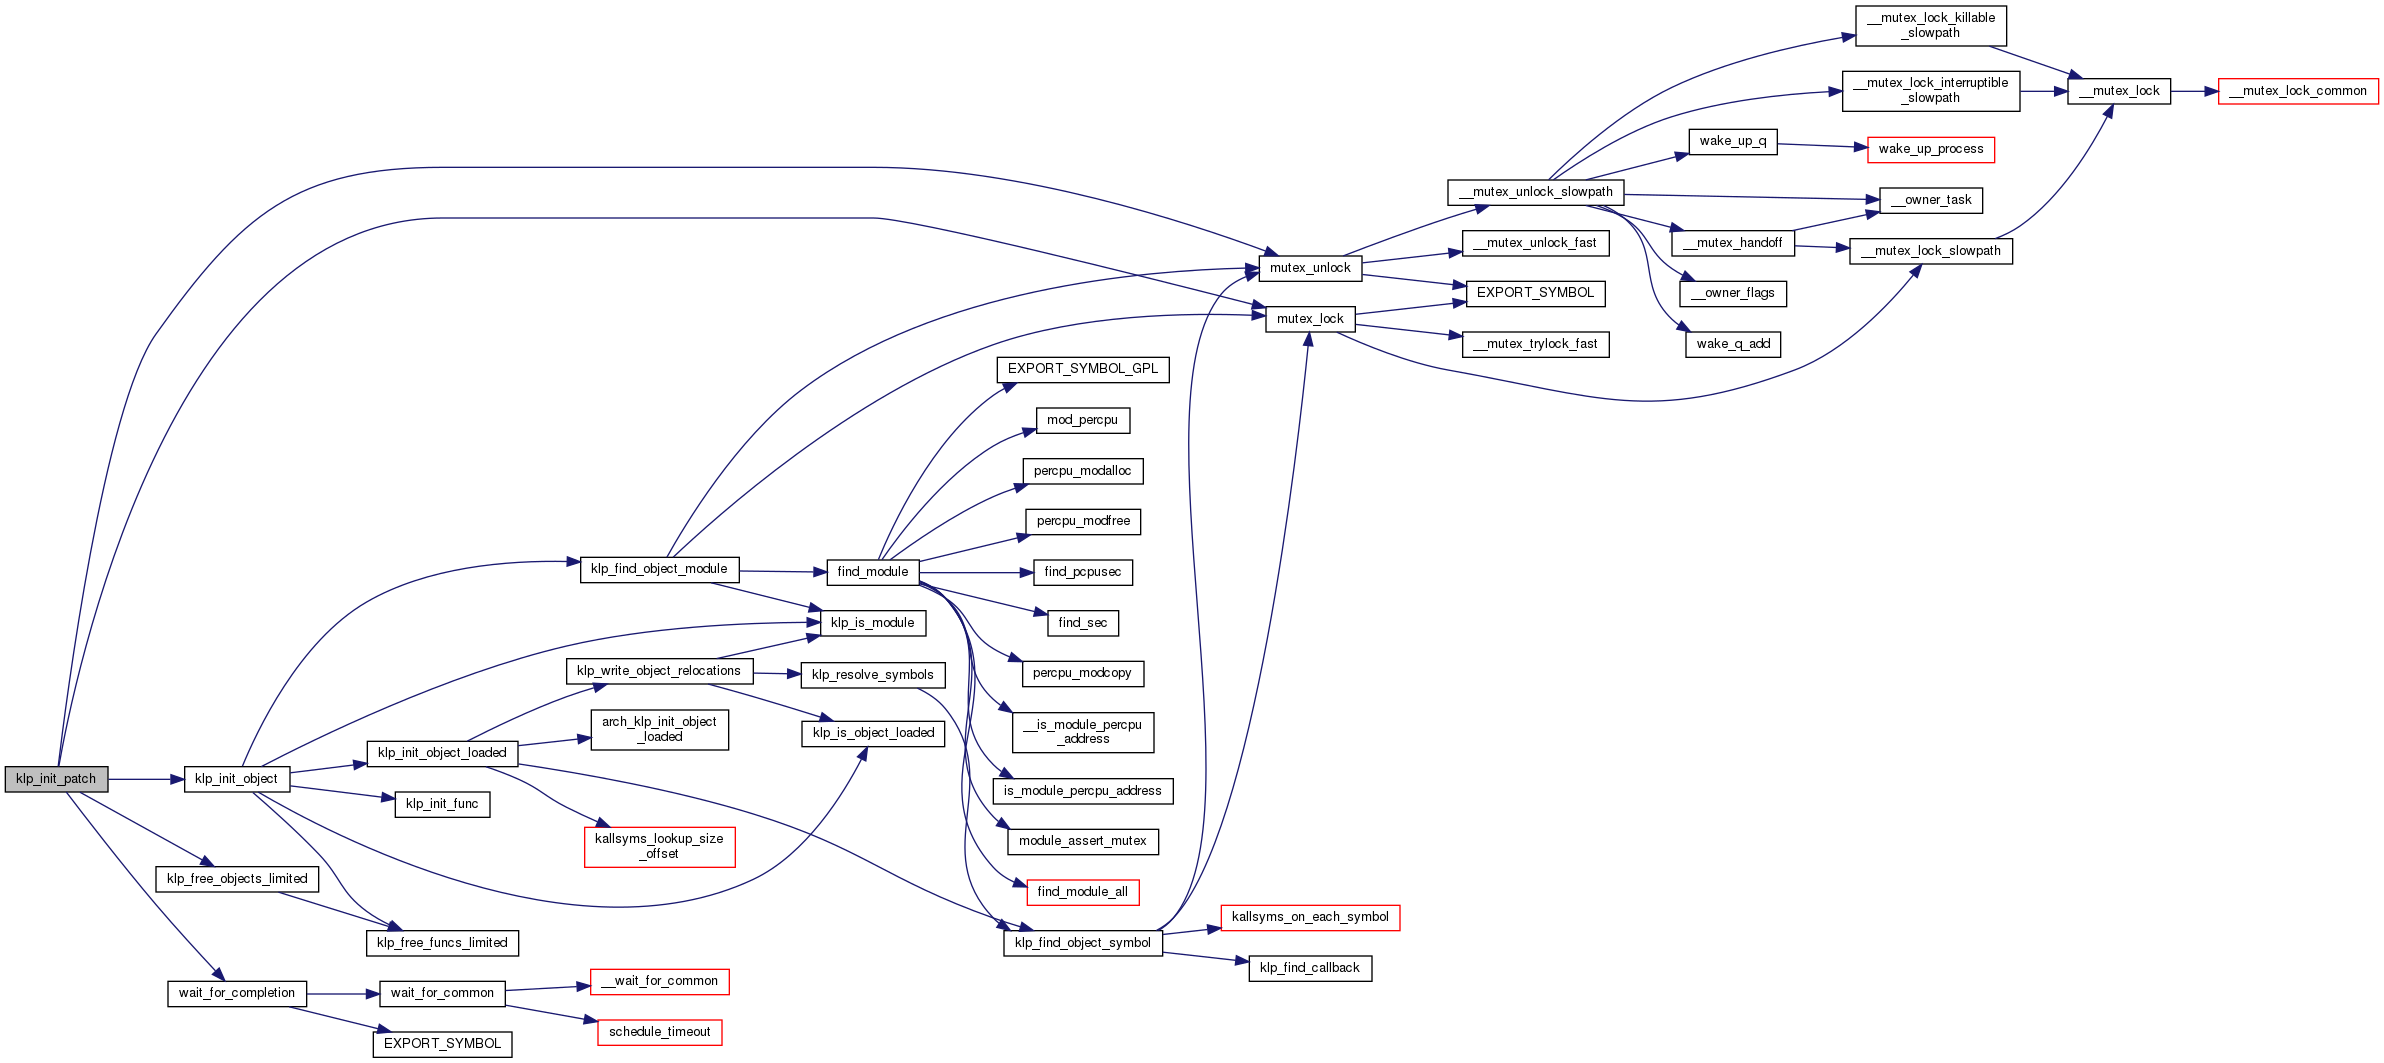 __mutex_lock_killable
_slowpath
__mutex_lock_interruptible
_slowpath
__mutex_lock
__mutex_lock_common
wake_up_q
wake_up_process
__mutex_unlock_slowpath
__owner_task
__mutex_handoff
__mutex_lock_slowpath
__mutex_unlock_fast
mutex_unlock
EXPORT_SYMBOL
__owner_flags
mutex_lock
__mutex_trylock_fast
wake_q_add
EXPORT_SYMBOL_GPL
mod_percpu
percpu_modalloc
percpu_modfree
klp_find_object_module
find_module
find_pcpusec
klp_is_module
find_sec
klp_write_object_relocations
klp_resolve_symbols
percpu_modcopy
arch_klp_init_object
_loaded
klp_is_object_loaded
__is_module_percpu
_address
klp_init_object_loaded
klp_init_patch
klp_init_object
is_module_percpu_address
klp_init_func
kallsyms_lookup_size
_offset
module_assert_mutex
klp_free_objects_limited
find_module_all
kallsyms_on_each_symbol
klp_free_funcs_limited
klp_find_object_symbol
klp_find_callback
wait_for_completion
wait_for_common
__wait_for_common
schedule_timeout
EXPORT_SYMBOL